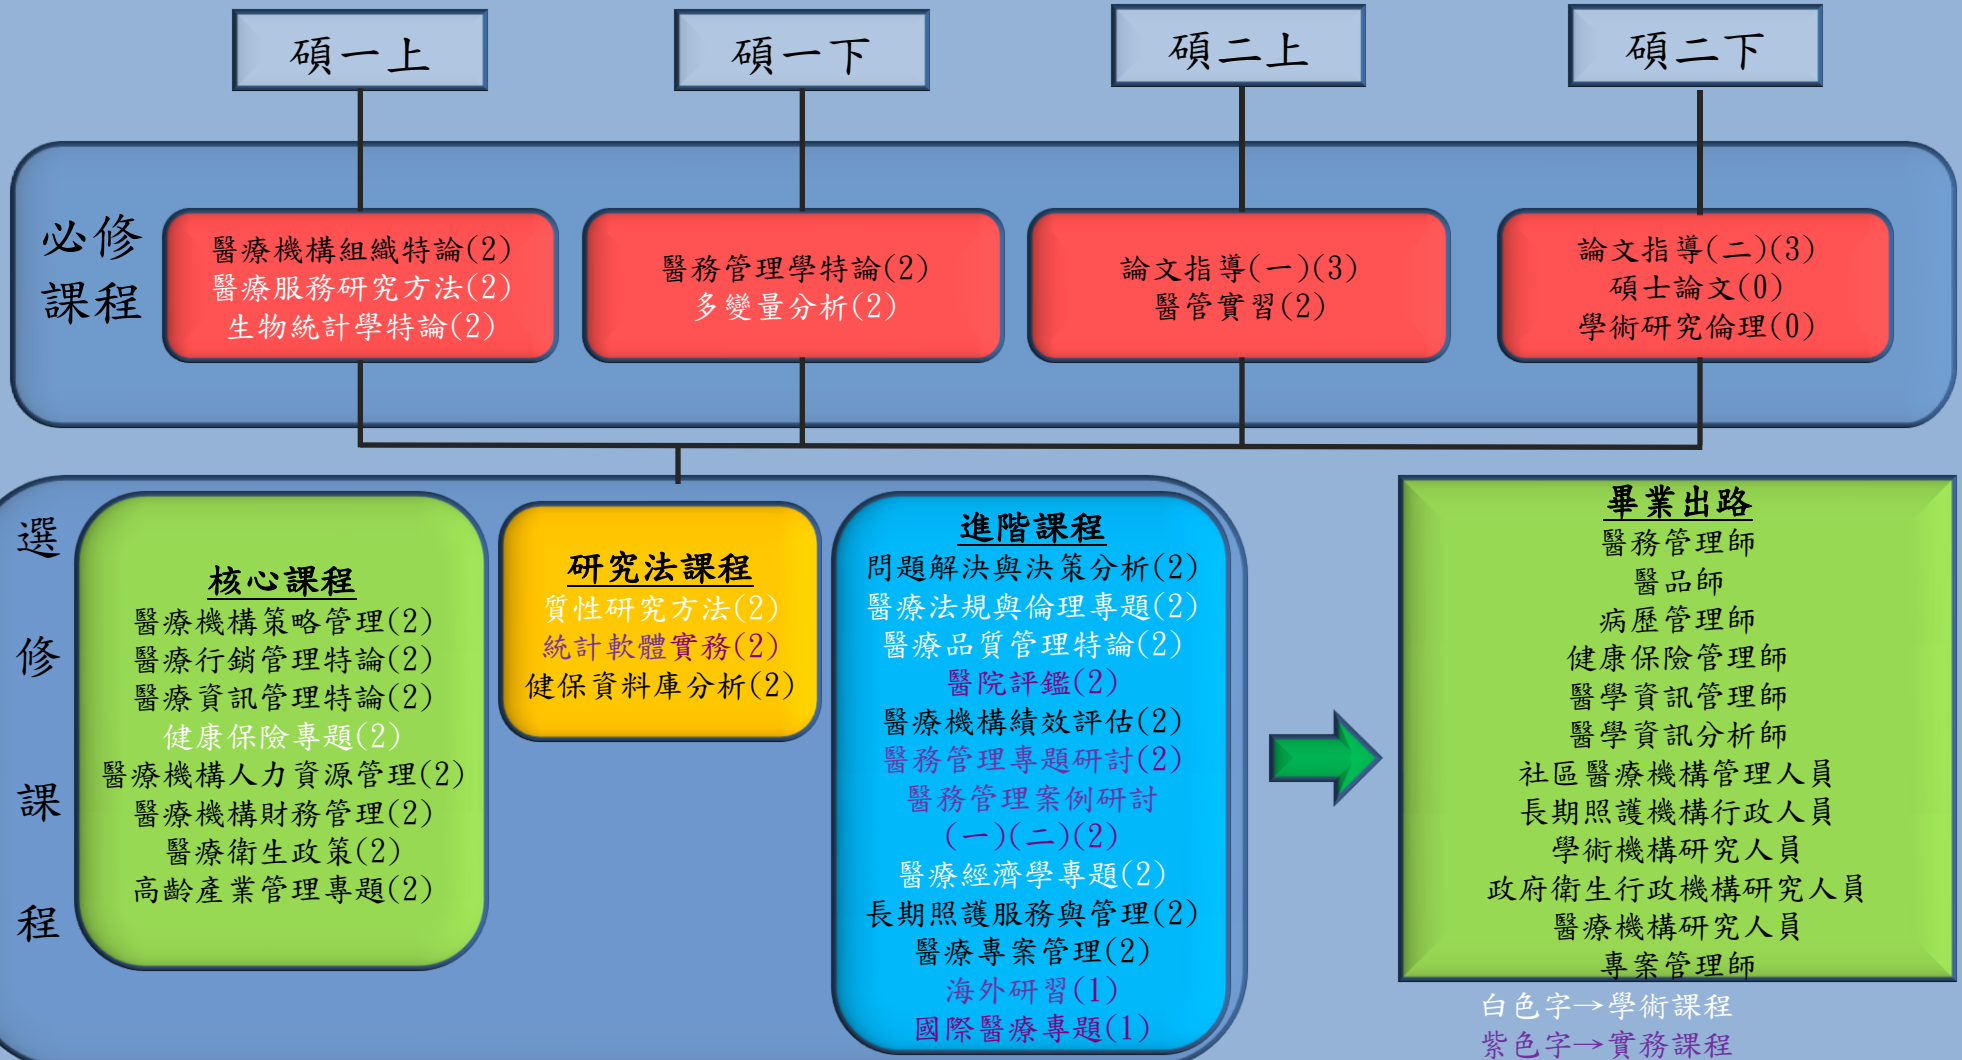 碩一上
碩一下
碩二上
碩二下
必修
課程
醫療機構組織特論(2)
醫療服務研究方法(2)
生物統計學特論(2)
醫務管理學特論(2)
多變量分析(2)
論文指導(一)(3)
醫管實習(2)
論文指導(二)(3)
碩士論文(0)
學術研究倫理(0)
選
修
課
程
核心課程
醫療機構策略管理(2)
醫療行銷管理特論(2)
醫療資訊管理特論(2)
健康保險專題(2)
醫療機構人力資源管理(2)
醫療機構財務管理(2)
醫療衛生政策(2)
高齡產業管理專題(2)
研究法課程
質性研究方法(2)
統計軟體實務(2)
健保資料庫分析(2)
進階課程
問題解決與決策分析(2)
醫療法規與倫理專題(2)
醫療品質管理特論(2)
醫院評鑑(2)
醫療機構績效評估(2)
醫務管理專題研討(2)
醫務管理案例研討
(一)(二)(2)
醫療經濟學專題(2)
長期照護服務與管理(2)
醫療專案管理(2)
海外研習(1)
國際醫療專題(1)
畢業出路
醫務管理師
醫品師
病歷管理師
健康保險管理師
醫學資訊管理師
醫學資訊分析師
社區醫療機構管理人員
長期照護機構行政人員
學術機構研究人員
政府衛生行政機構研究人員
醫療機構研究人員
專案管理師
白色字→學術課程
紫色字→實務課程